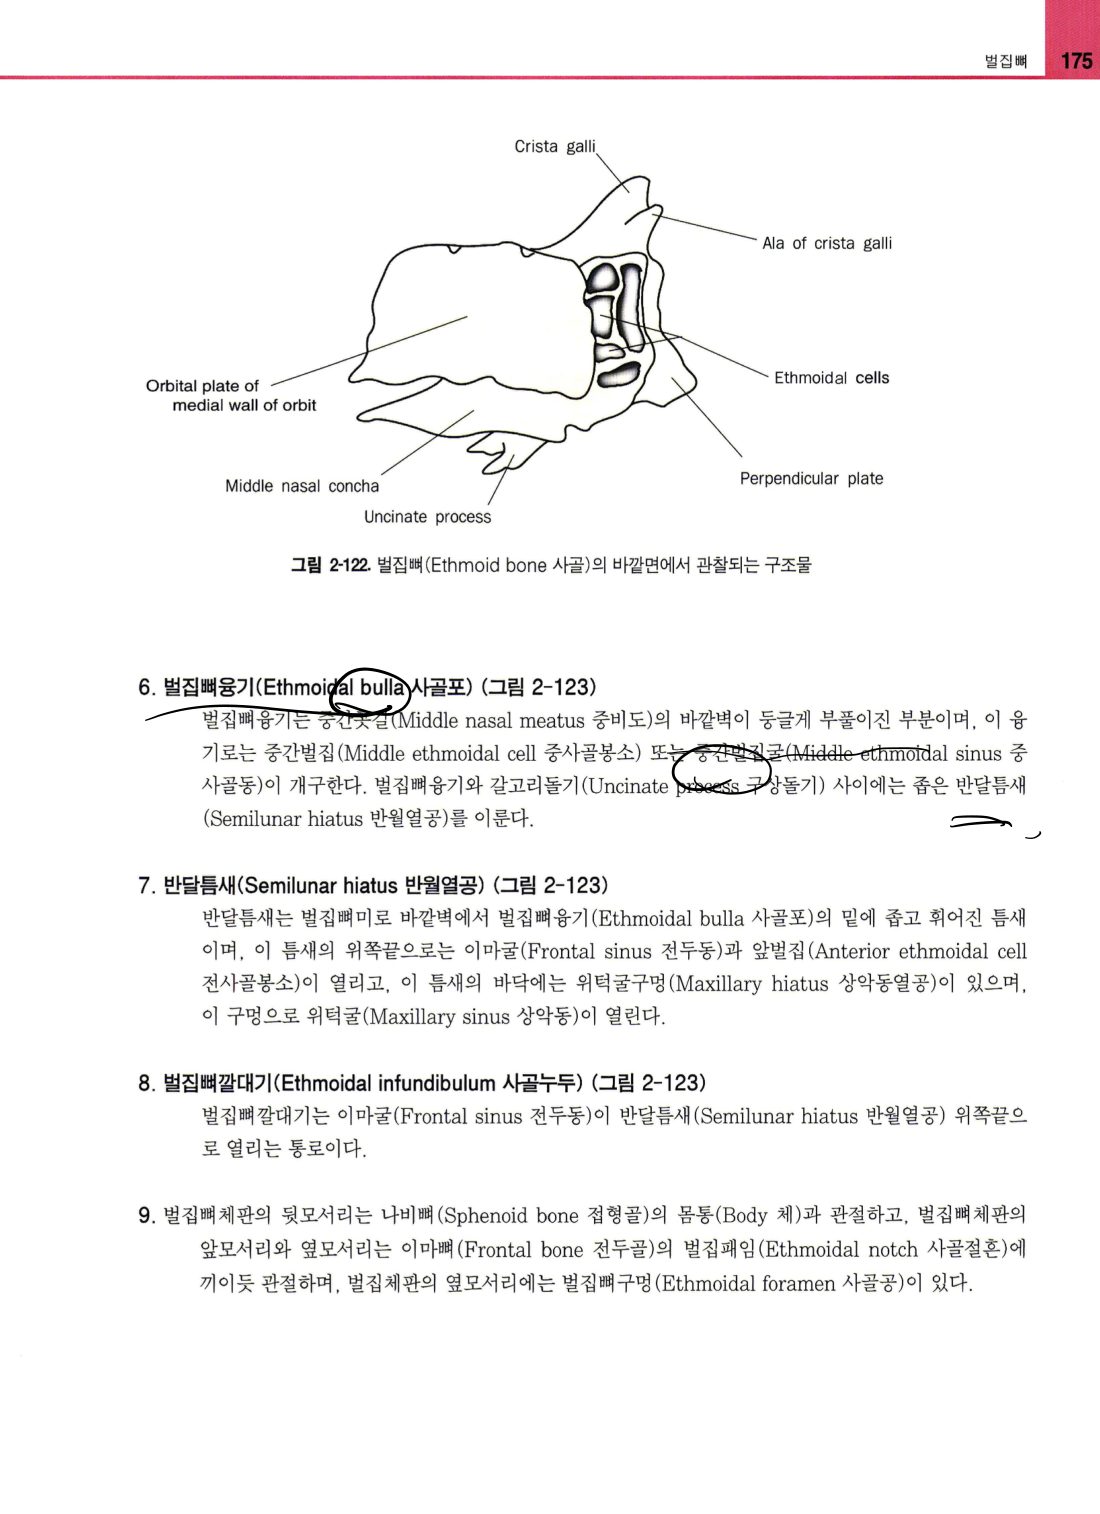 벌집뼈 175
Crista galli
Ala of crista galli
Orbital plate of
medial wall of orbit
Ethmoidal cells
Middle nasal concha
Perpendicular plate
Uncinate process
그림 2-122. 벌집뼈(Ethmoid bone 사골)의 바깥면에서 관찰되는 구조물
6. 벌집뼈융기(Ethmoidal bulla 사골포) (그림 2-123)
벌집뼈융기는 중간콧길(Middle nasal meatus 중비도)의 바깥벽이 둥글게 부풀이진 부분이며, 이 융
기로는 중간벌집(Middle ethmoidal cell 중사골봉소) 또는 중간벌집굴(Middle ethmoidal sinus 중
사골동)이 개구한다. 벌집뼈융기와 갈고리돌기(Uncinate process 구상돌기) 사이에는 좁은 반달틈새
(Semilunar hiatus 반월열공)를 이룬다.
7. 반달틈새(Semilunar hiatus 반월열공) (그림 2-123)
반달틈새는 벌집뼈미로 바깥벽에서 벌집뼈융기(Ethmoidal bulla 사골포)의 밑에 좁고 휘어진 틈새
이며, 이 틈새의 위쪽끝으로는 이마굴(Frontal sinus 전두동)과 앞벌집(Anterior ethmoidal cell
전사골봉소)이 열리고, 이 틈새의 바닥에는 위턱굴구멍(Maxillary hiatus 상악동열공)이 있으며,
이 구멍으로 위턱굴(Maxillary sinus 상악동)이 열린다.
8. 벌집뼈깔대기(Ethmoidal infundibulum 사골누두) (그림 2-123)
벌집뼈깔대기는 이마굴(Frontal sinus 전두동)이 반달틈새(Semilunar hiatus 반월열공) 위쪽끝으
로 열리는 통로이다.
9. 벌집뼈체판의 뒷모서리는 나비뼈(Sphenoid bone 접형골)의 몸통(Body 체)과 관절하고, 벌집뼈체판의
앞모서리와 옆모서리는 이마뼈(Frontal bone 전두골)의 벌집패임(Ethmoidal notch 사골절흔)에
끼이듯 관절하며, 벌집체판의 옆모서리에는 벌집뼈구멍(Ethmoidal foramen 사골공)이 있다.